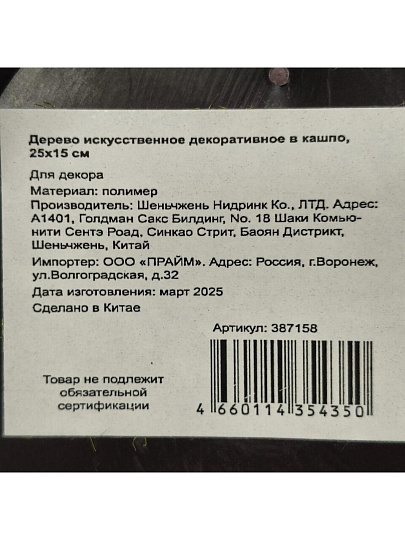 Дерево искусственное декоративное в кашпо,
25х15 см
Для декора
Материал: полимер
Производитель: Шеньчжень Нидринк Ко., ЛТД. Адрес:
А1401, Голдман Сакс Билдинг, No. 18 Шаки Комью-
нити Сентэ Роад, Синкао Стрит, Баоян Дистрикт,
Шеньчжень, Китай
Импортер: ООО «ПРАЙМ». Адрес: Россия, г.Воронеж,
ул.Волгоградская, д.32
Дата изготовления: март 2025
Сделано в Китае
Артикул: 387158
Товар не подлежит
обязательной
сертификации
4 660114 354350